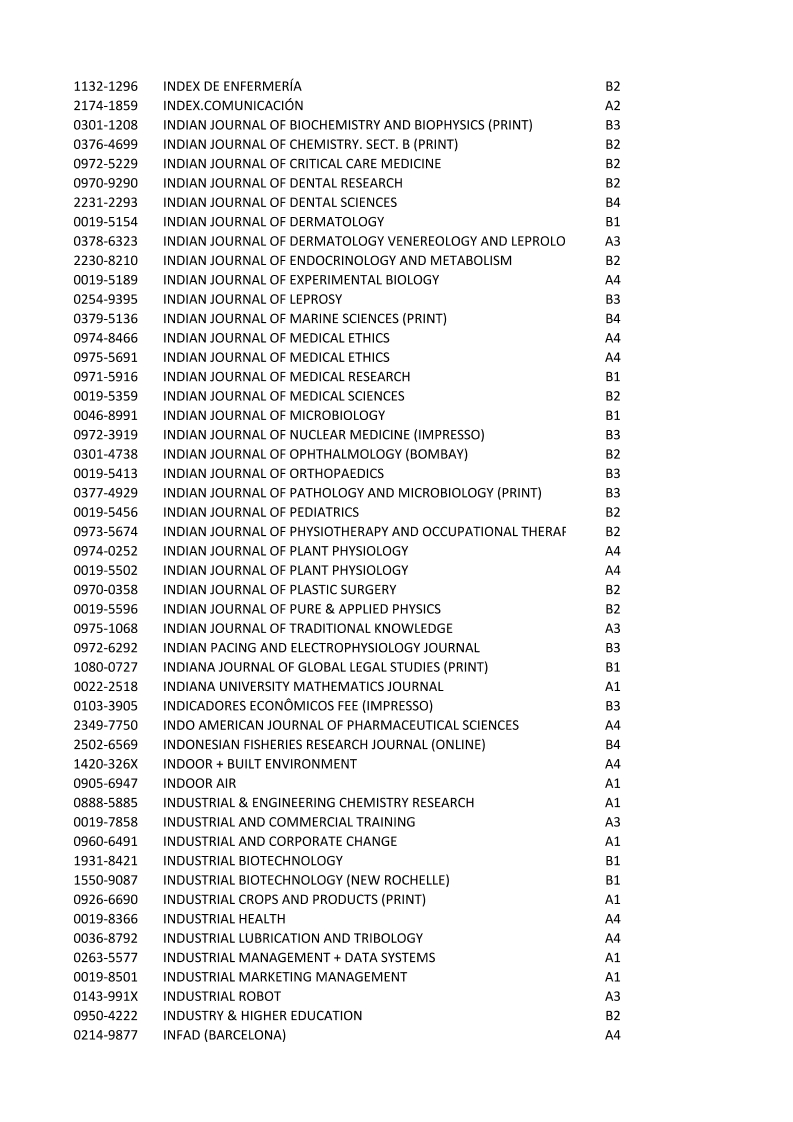 1132-1296 INDEX DE ENFERMERÍA B2
2174-1859 INDEX.COMUNICACIÓN A2
0301-1208 INDIAN JOURNAL OF BIOCHEMISTRY AND BIOPHYSICS (PRINT) B3
0376-4699 INDIAN JOURNAL OF CHEMISTRY. SECT. B (PRINT) B2
0972-5229 INDIAN JOURNAL OF CRITICAL CARE MEDICINE B2
0970-9290 INDIAN JOURNAL OF DENTAL RESEARCH B2
2231-2293 INDIAN JOURNAL OF DENTAL SCIENCES B4
0019-5154 INDIAN JOURNAL OF DERMATOLOGY B1
0378-6323 INDIAN JOURNAL OF DERMATOLOGY VENEREOLOGY AND LEPROLO A3
2230-8210 INDIAN JOURNAL OF ENDOCRINOLOGY AND METABOLISM B2
0019-5189 INDIAN JOURNAL OF EXPERIMENTAL BIOLOGY A4
0254-9395 INDIAN JOURNAL OF LEPROSY B3
0379-5136 INDIAN JOURNAL OF MARINE SCIENCES (PRINT) B4
0974-8466 INDIAN JOURNAL OF MEDICAL ETHICS A4
0975-5691 INDIAN JOURNAL OF MEDICAL ETHICS A4
0971-5916 INDIAN JOURNAL OF MEDICAL RESEARCH B1
0019-5359 INDIAN JOURNAL OF MEDICAL SCIENCES B2
0046-8991 INDIAN JOURNAL OF MICROBIOLOGY B1
0972-3919 INDIAN JOURNAL OF NUCLEAR MEDICINE (IMPRESSO) B3
0301-4738 INDIAN JOURNAL OF OPHTHALMOLOGY (BOMBAY) B2
0019-5413 INDIAN JOURNAL OF ORTHOPAEDICS B3
0377-4929 INDIAN JOURNAL OF PATHOLOGY AND MICROBIOLOGY (PRINT) B3
0019-5456 INDIAN JOURNAL OF PEDIATRICS B2
0973-5674 INDIAN JOURNAL OF PHYSIOTHERAPY AND OCCUPATIONAL THERAP B2
0974-0252 INDIAN JOURNAL OF PLANT PHYSIOLOGY A4
0019-5502 INDIAN JOURNAL OF PLANT PHYSIOLOGY A4
0970-0358 INDIAN JOURNAL OF PLASTIC SURGERY B2
0019-5596 INDIAN JOURNAL OF PURE & APPLIED PHYSICS B2
0975-1068 INDIAN JOURNAL OF TRADITIONAL KNOWLEDGE A3
0972-6292 INDIAN PACING AND ELECTROPHYSIOLOGY JOURNAL B3
1080-0727 INDIANA JOURNAL OF GLOBAL LEGAL STUDIES (PRINT) B1
0022-2518 INDIANA UNIVERSITY MATHEMATICS JOURNAL A1
0103-3905 INDICADORES ECONÔMICOS FEE (IMPRESSO) B3
2349-7750 INDO AMERICAN JOURNAL OF PHARMACEUTICAL SCIENCES A4
2502-6569 INDONESIAN FISHERIES RESEARCH JOURNAL (ONLINE) B4
1420-326X INDOOR + BUILT ENVIRONMENT A4
0905-6947 INDOOR AIR A1
0888-5885 INDUSTRIAL & ENGINEERING CHEMISTRY RESEARCH A1
0019-7858 INDUSTRIAL AND COMMERCIAL TRAINING A3
0960-6491 INDUSTRIAL AND CORPORATE CHANGE A1
1931-8421 INDUSTRIAL BIOTECHNOLOGY B1
1550-9087 INDUSTRIAL BIOTECHNOLOGY (NEW ROCHELLE) B1
0926-6690 INDUSTRIAL CROPS AND PRODUCTS (PRINT) A1
0019-8366 INDUSTRIAL HEALTH A4
0036-8792 INDUSTRIAL LUBRICATION AND TRIBOLOGY A4
0263-5577 INDUSTRIAL MANAGEMENT + DATA SYSTEMS A1
0019-8501 INDUSTRIAL MARKETING MANAGEMENT A1
0143-991X INDUSTRIAL ROBOT A3
0950-4222 INDUSTRY & HIGHER EDUCATION B2
0214-9877 INFAD (BARCELONA) A4